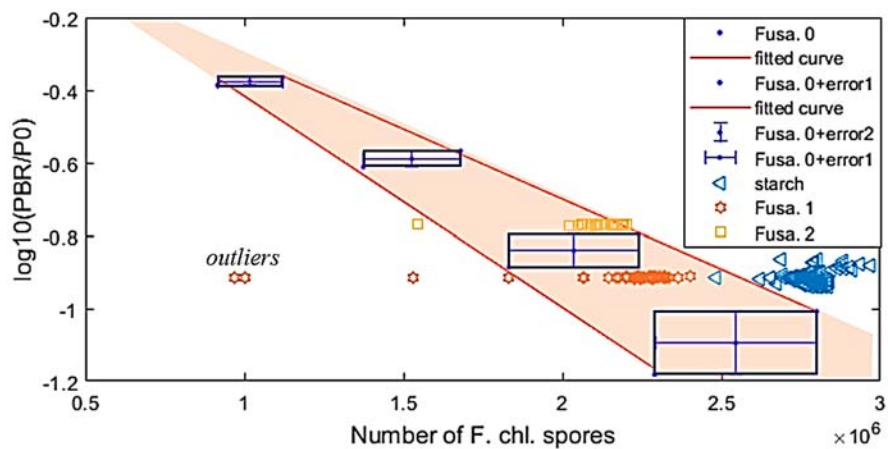 -0.2
-0.4
-0.6
-0.8
-1
-1.2
log10(PBR/P0)
outliers
Fusa. 0
fitted curve
Fusa. 0+error1
fitted curve
Fusa. 0+error2
Fusa. 0+error1
starch
Fusa. 1
Fusa. 2
0.5 1 1.5 2 2.5 3
Number of F. chl. spores
×10⁶